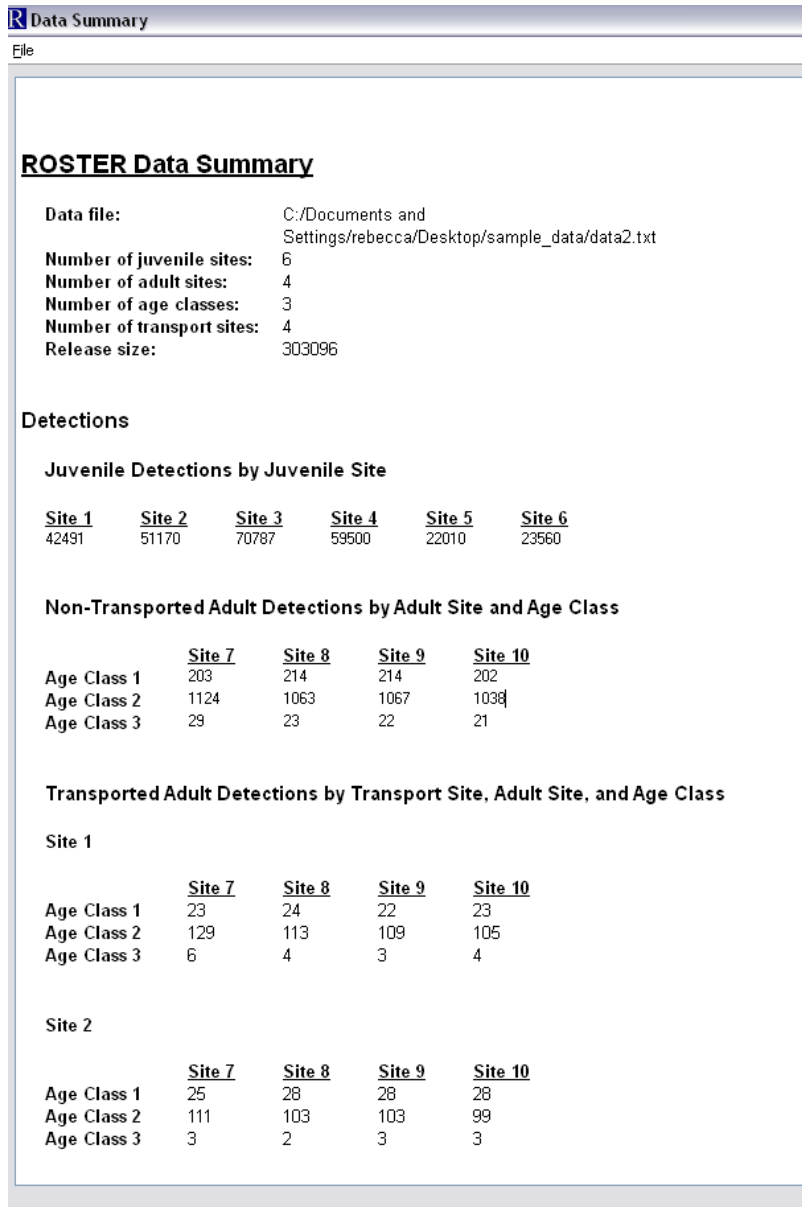 R Data Summary
File
ROSTER Data Summary
Data file: C:/Documents and
Settings/rebecca/Desktop/sample_data/data2.txt
Number of juvenile sites: 6
Number of adult sites: 4
Number of age classes: 3
Number of transport sites: 4
Release size: 303096
Detections
Juvenile Detections by Juvenile Site
Site 1 Site 2 Site 3 Site 4 Site 5 Site 6
42491 51170 70787 59500 22010 23560
Non-Transported Adult Detections by Adult Site and Age Class
Site 7 Site 8 Site 9 Site 10
Age Class 1 203 214 214 202
Age Class 2 1124 1063 1067 1038
Age Class 3 29 23 22 21
Transported Adult Detections by Transport Site, Adult Site, and Age Class
Site 1
Site 7 Site 8 Site 9 Site 10
Age Class 1 23 24 22 23
Age Class 2 129 113 109 105
Age Class 3 6 4 3 4
Site 2
Site 7 Site 8 Site 9 Site 10
Age Class 1 25 28 28 28
Age Class 2 111 103 103 99
Age Class 3 3 2 3 3